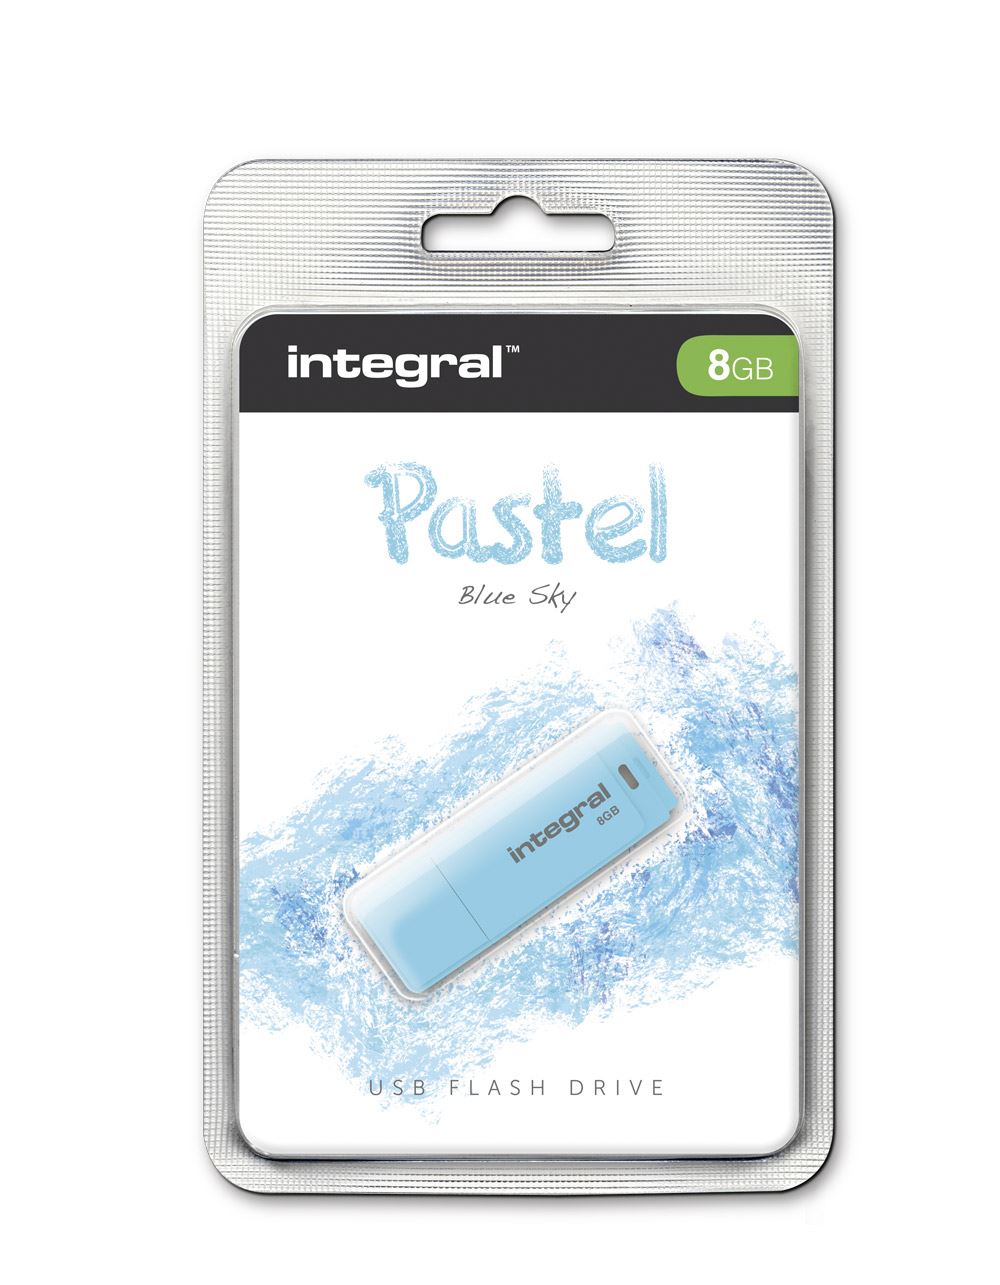 integral™
8GB
Pastel
Blue Sky
integral
8GB
USB FLASH DRIVE